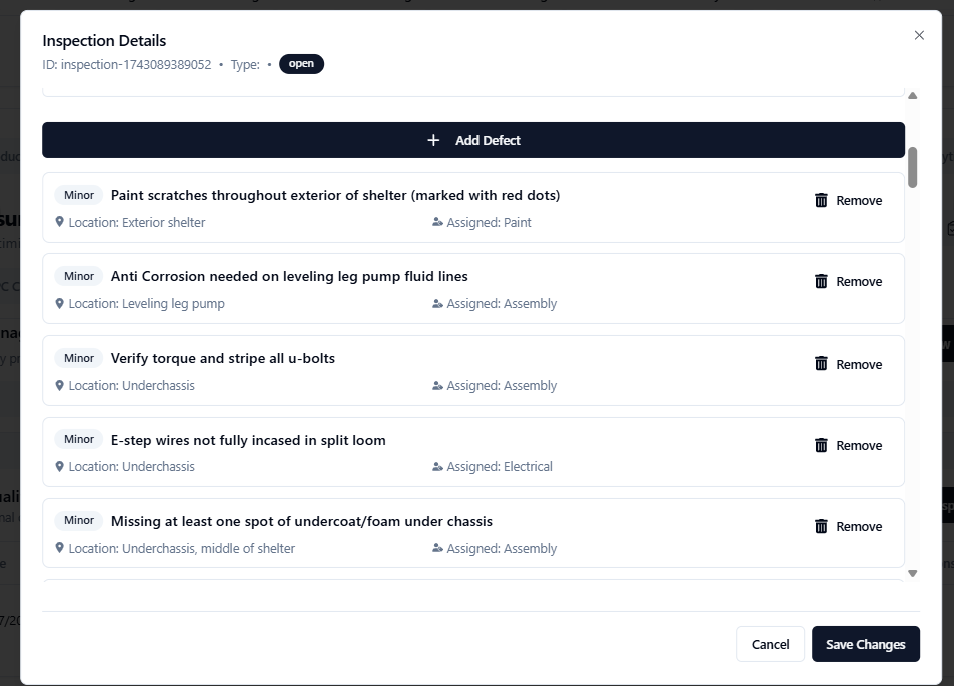 Inspection Details
ID: inspection-1743089389052 • Type: • open
Add Defect
Minor Paint scratches throughout exterior of shelter (marked with red dots)
Remove
Location: Exterior shelter Assigned: Paint
Minor Anti Corrosion needed on leveling leg pump fluid lines
Remove
Location: Leveling leg pump Assigned: Assembly
Minor Verify torque and stripe all u-bolts
Remove
Location: Underchassis Assigned: Assembly
Minor E-step wires not fully incased in split loom
Remove
Location: Underchassis Assigned: Electrical
Minor Missing at least one spot of undercoat/foam under chassis
Remove
Location: Underchassis, middle of shelter Assigned: Assembly
Cancel Save Changes